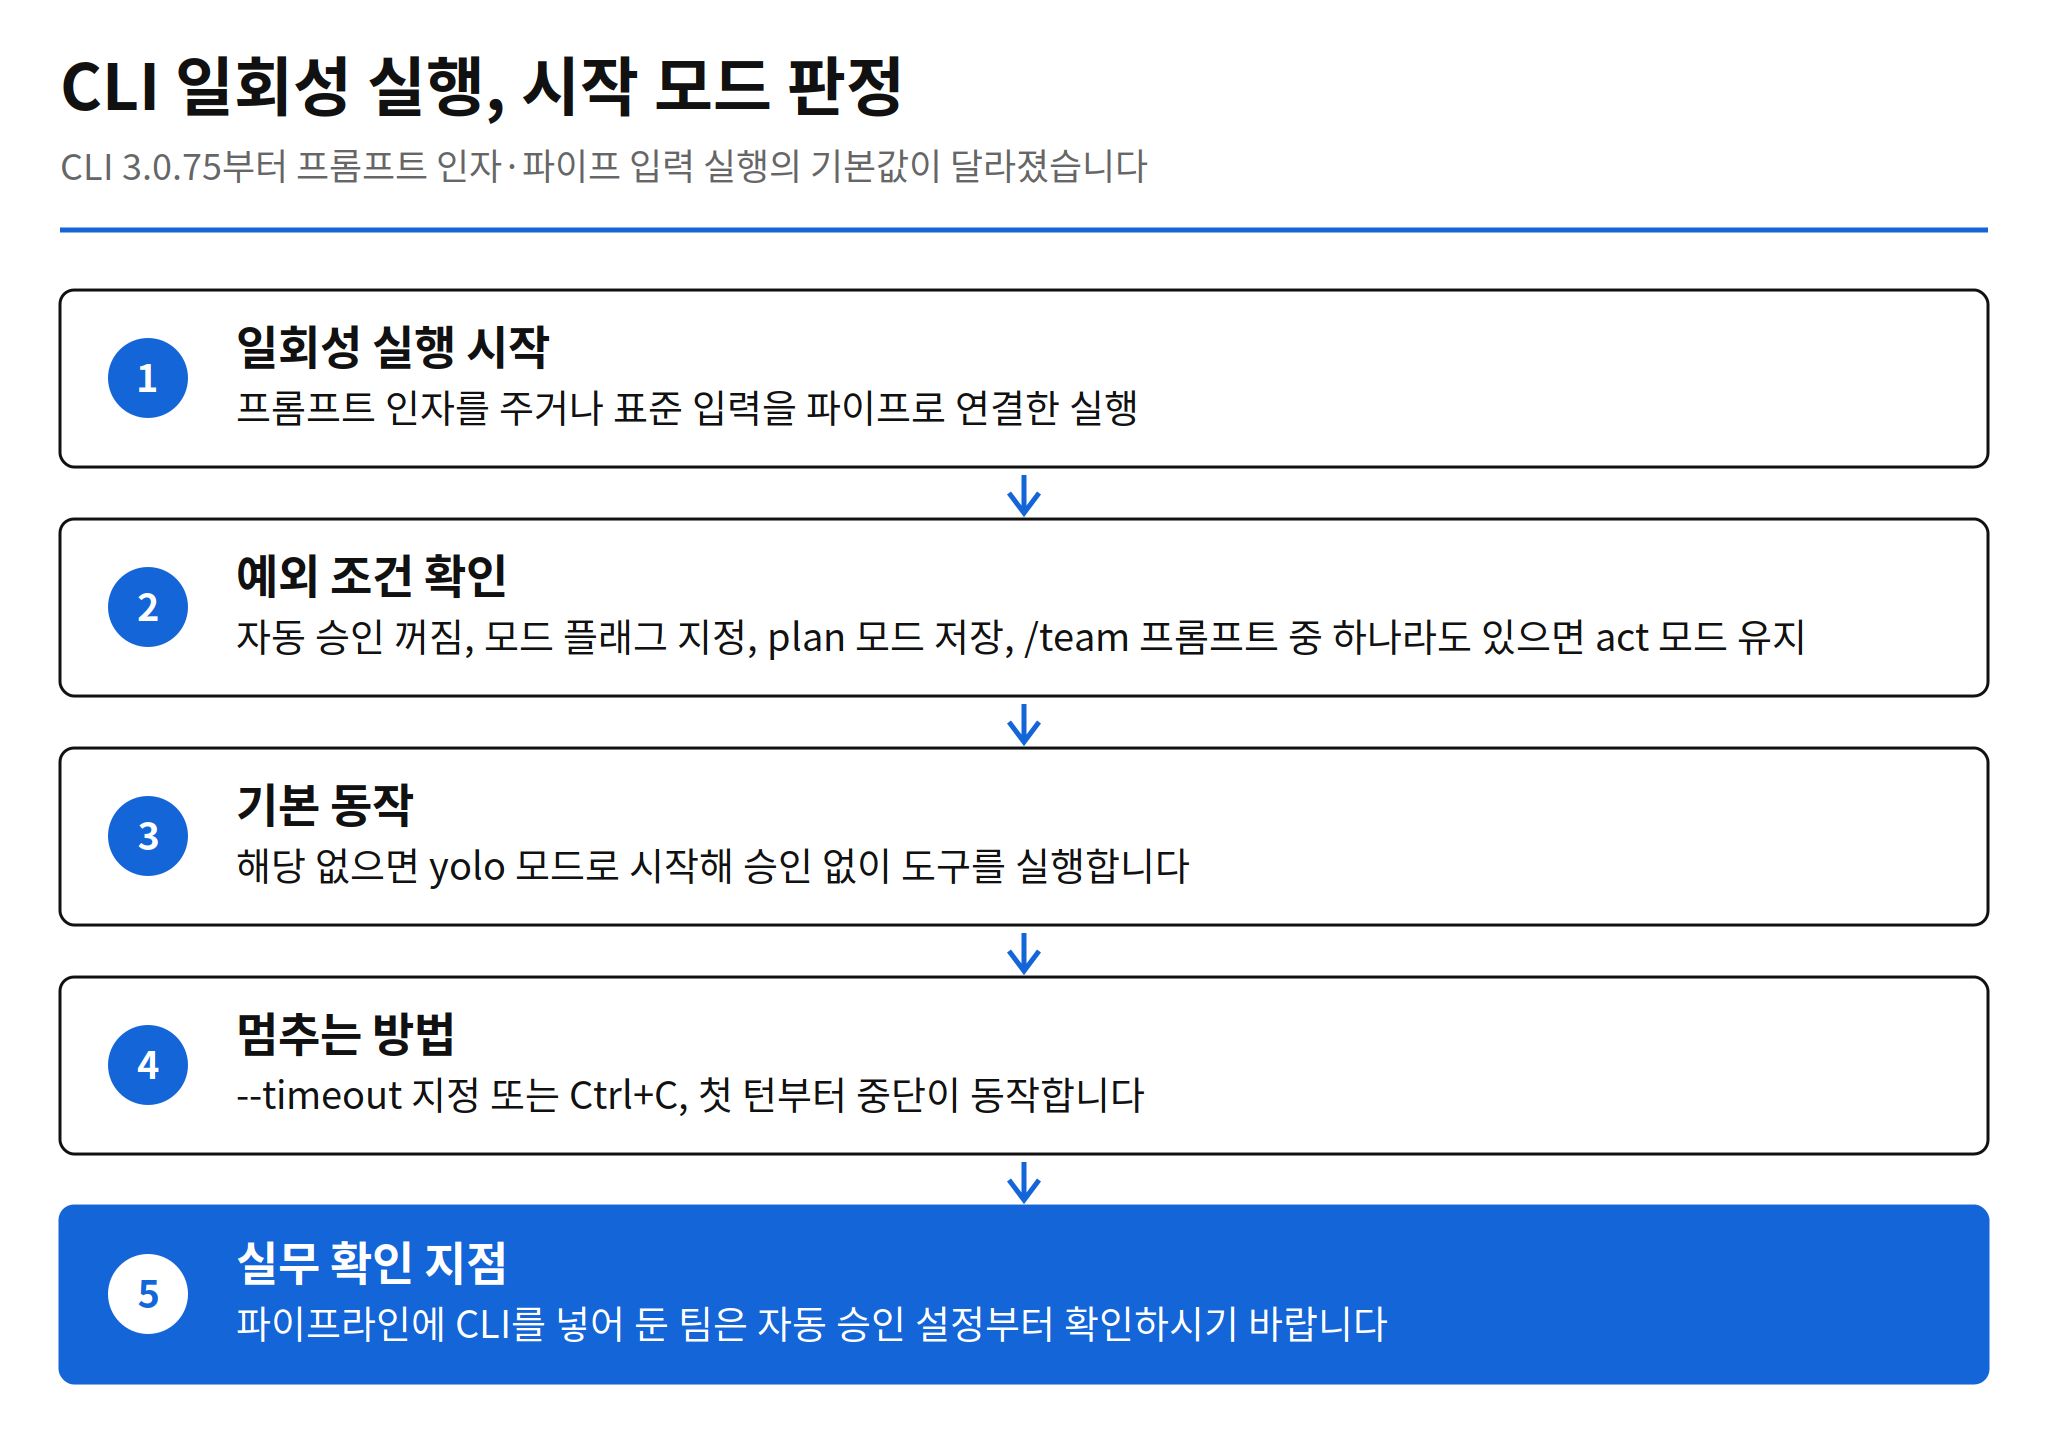 CLI 일회성 실행, 시작 모드 판정
CLI 3.0.75부터 프롬프트 인자·파이프 입력 실행의 기본값이 달라졌습니다
1
일회성 실행 시작
프롬프트 인자를 주거나 표준 입력을 파이프로 연결한 실행
2
예외 조건 확인
자동 승인 꺼짐, 모드 플래그 지정, plan 모드 저장, /team 프롬프트 중 하나라도 있으면 act 모드 유지
3
기본 동작
해당 없으면 yolo 모드로 시작해 승인 없이 도구를 실행합니다
4
멈추는 방법
--timeout 지정 또는 Ctrl+C, 첫 턴부터 중단이 동작합니다
5
실무 확인 지점
파이프라인에 CLI를 넣어 둔 팀은 자동 승인 설정부터 확인하시기 바랍니다